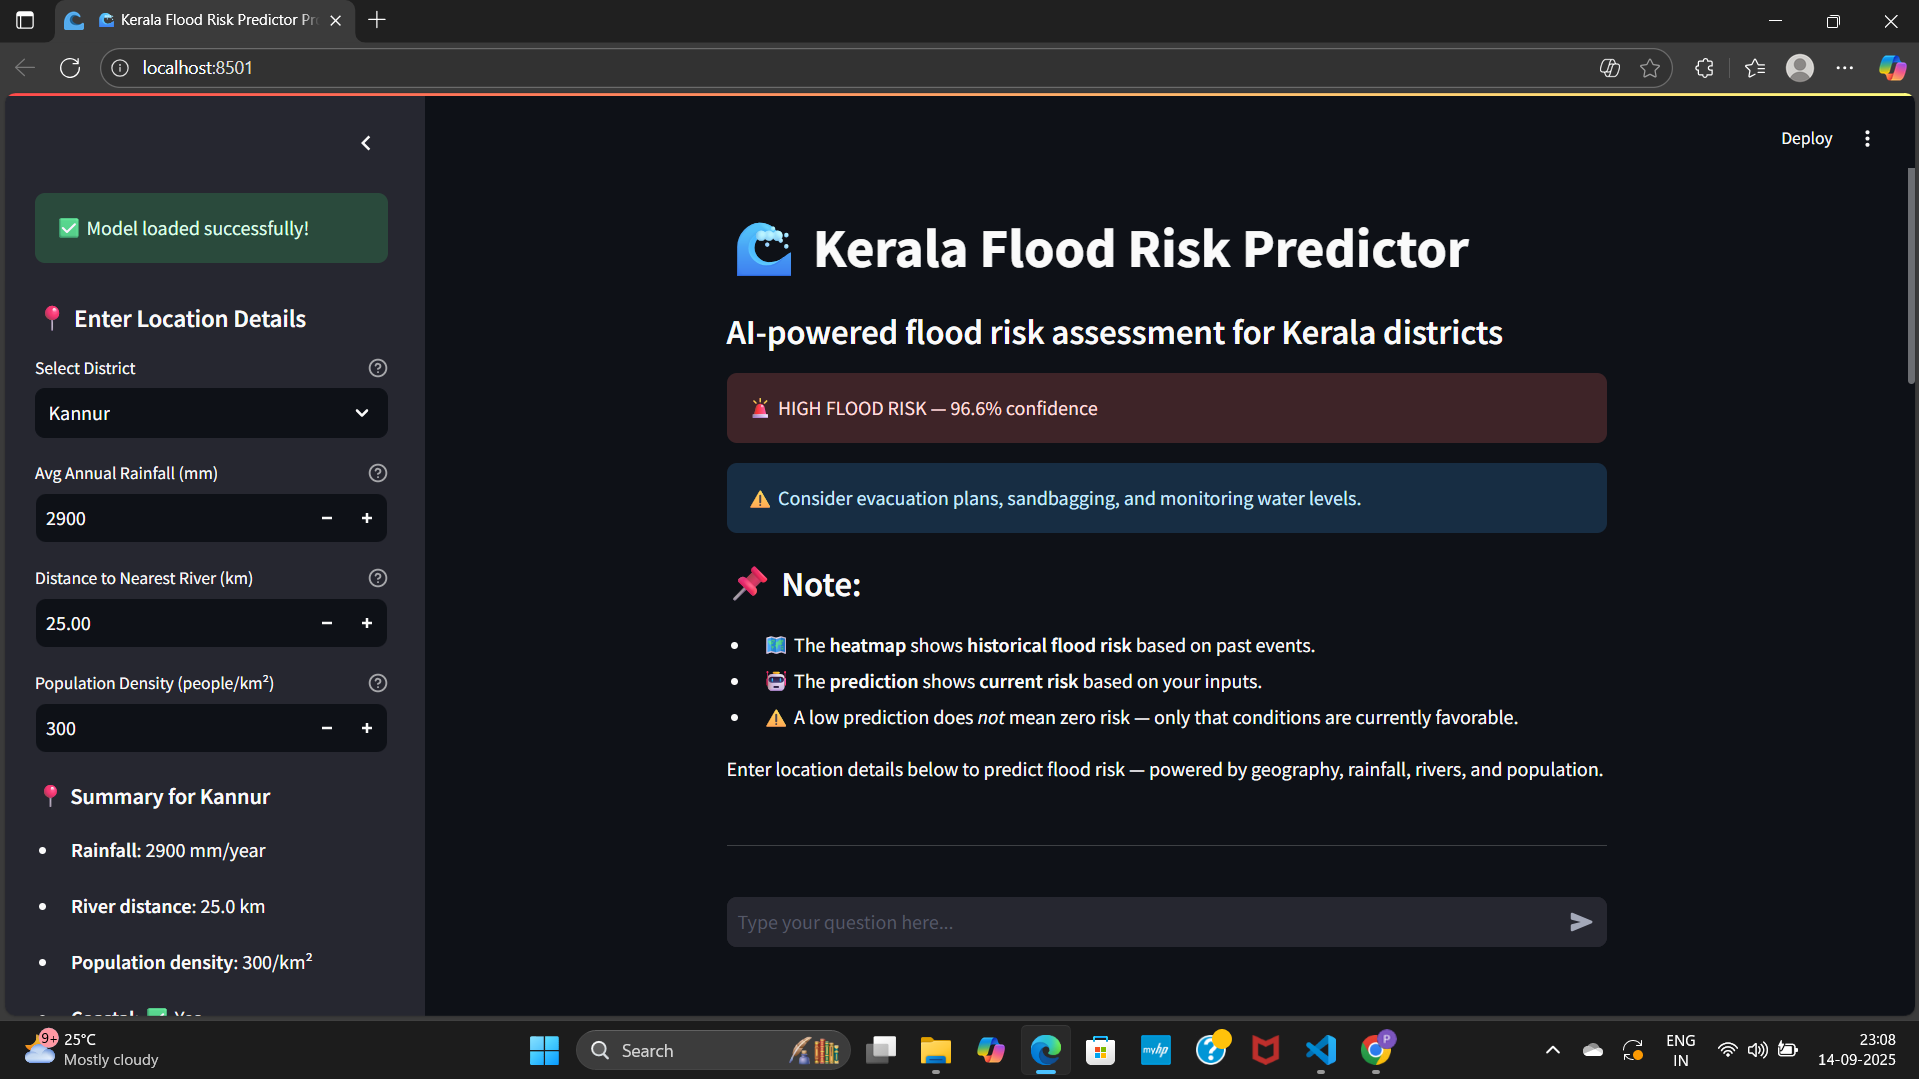 Kerala Flood Risk Predictor Pr
localhost:8501
Deploy
Model loaded successfully!
Enter Location Details
Select District
Kannur
Avg Annual Rainfall (mm)
2900
Distance to Nearest River (km)
25.00
Population Density (people/km²)
300
Summary for Kannur
Rainfall: 2900 mm/year
River distance: 25.0 km
Population density: 300/km²
Kerala Flood Risk Predictor
AI-powered flood risk assessment for Kerala districts
HIGH FLOOD RISK — 96.6% confidence
Consider evacuation plans, sandbagging, and monitoring water levels.
Note:
The heatmap shows historical flood risk based on past events.
The prediction shows current risk based on your inputs.
A low prediction does not mean zero risk — only that conditions are currently favorable.
Enter location details below to predict flood risk — powered by geography, rainfall, rivers, and population.
Type your question here...
9+
25°C
Mostly cloudy
Search
myhp
P
ENG
IN
23:08
14-09-2025